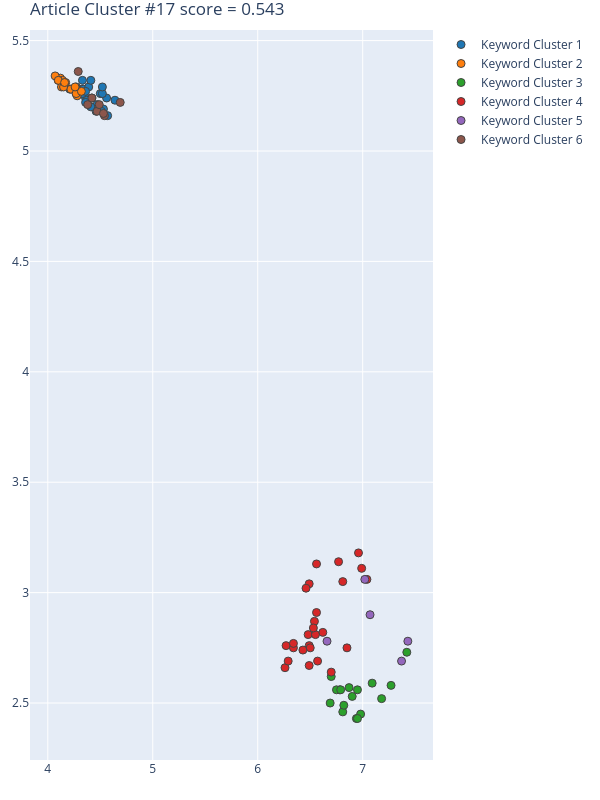 Article Cluster #17 score = 0.543
Keyword Cluster 1
Keyword Cluster 2
Keyword Cluster 3
Keyword Cluster 4
Keyword Cluster 5
Keyword Cluster 6
5.5
5
4.5
4
3.5
3
2.5
4 5 6 7